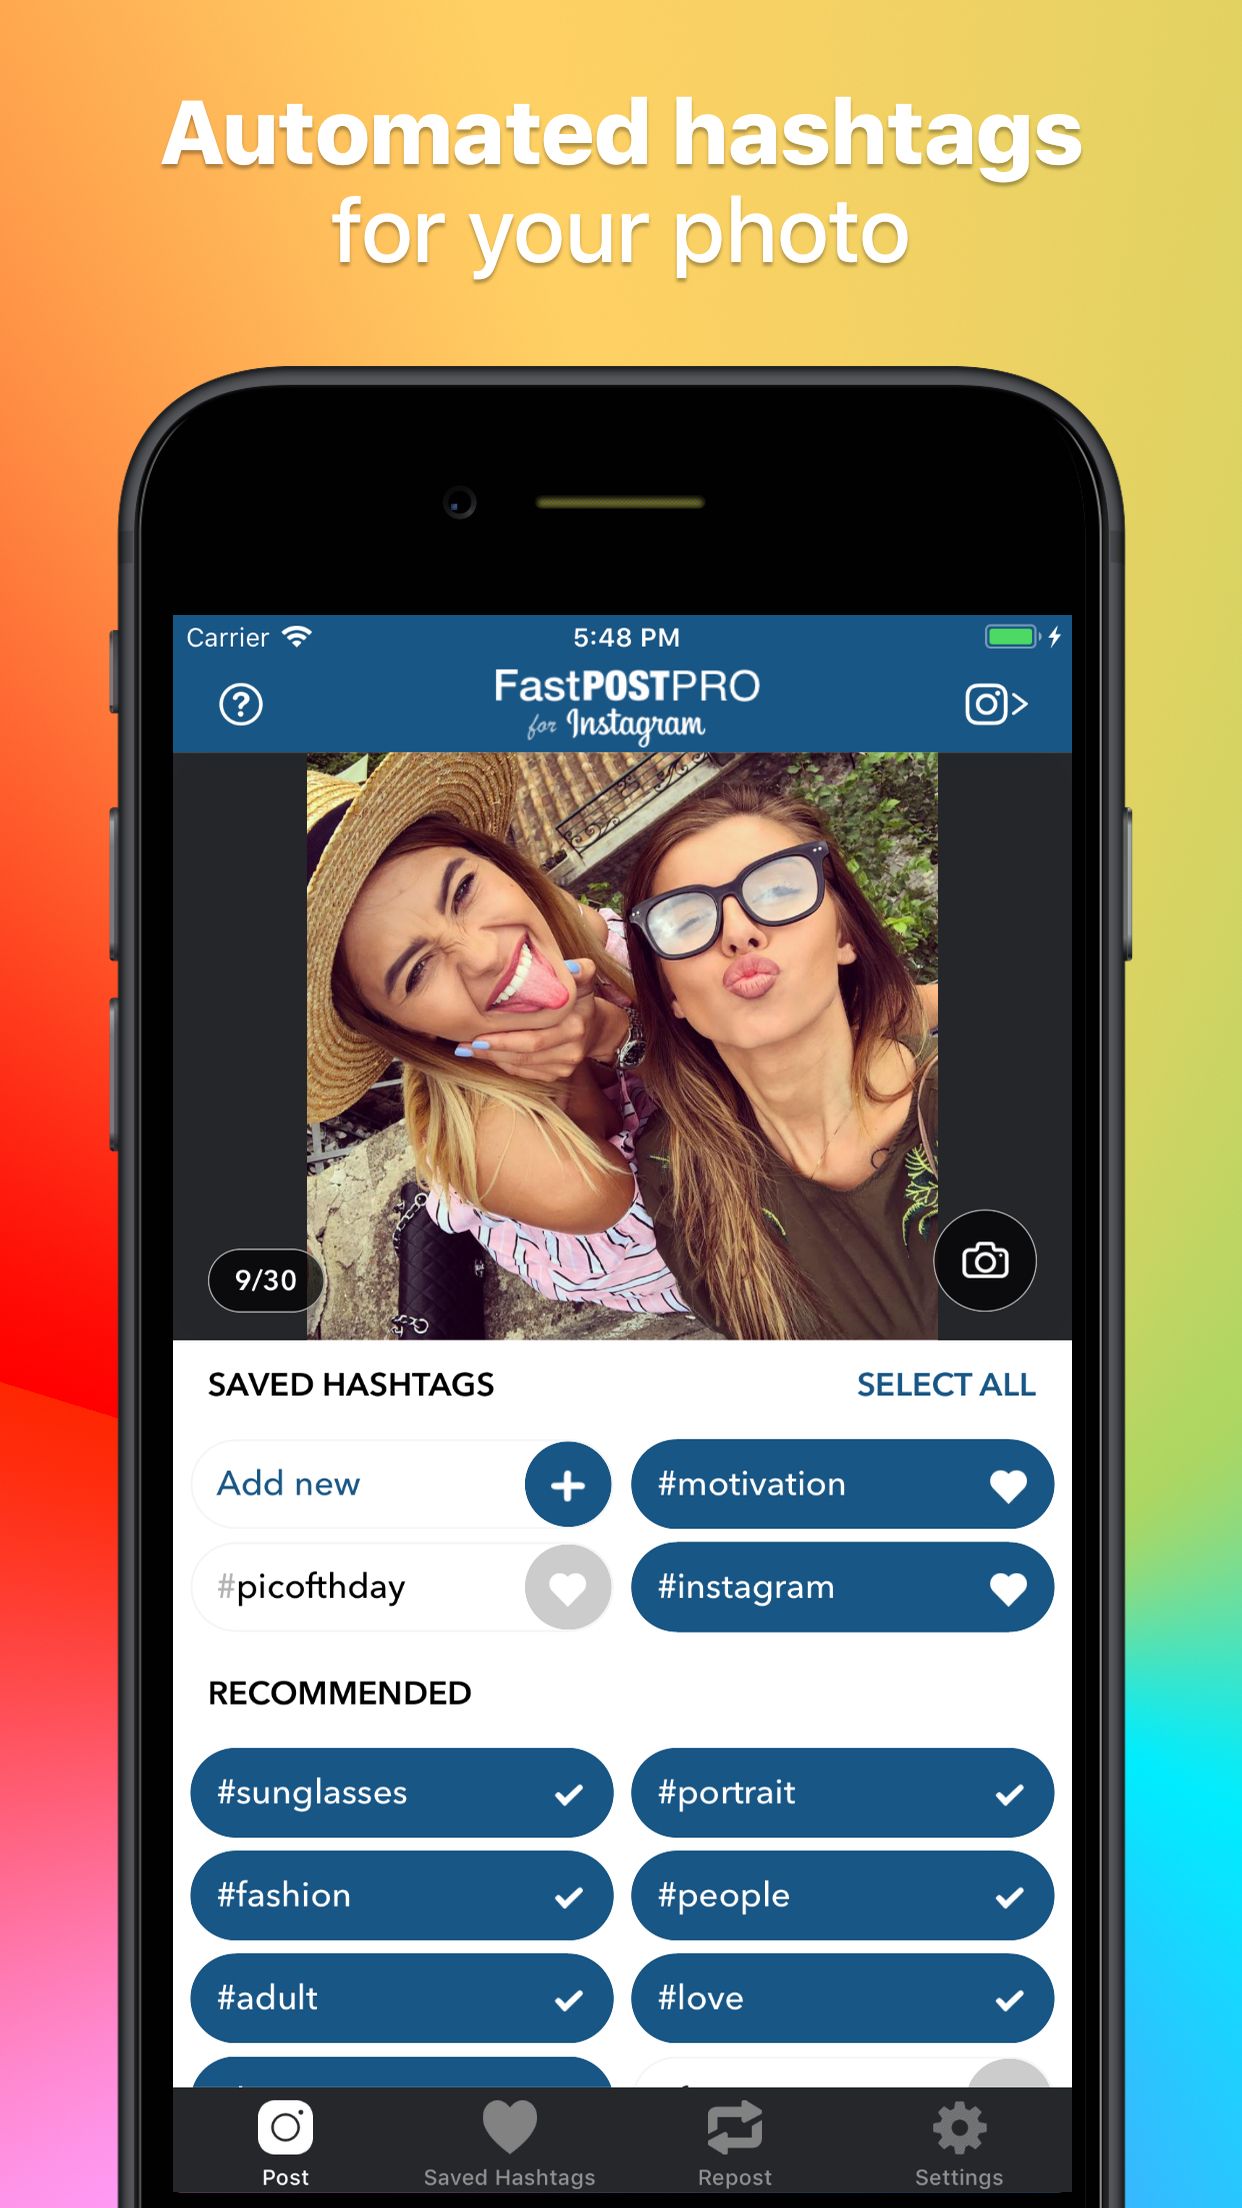 Automated hashtags
for your photo
Carrier 5:48 PM
FastPOSTPRO
for Instagram
9/30
SAVED HASHTAGS SELECT ALL
Add new #motivation
#picofthday #instagram
RECOMMENDED
#sunglasses #portrait
#fashion #people
#adult #love
Post Saved Hashtags Repost Settings